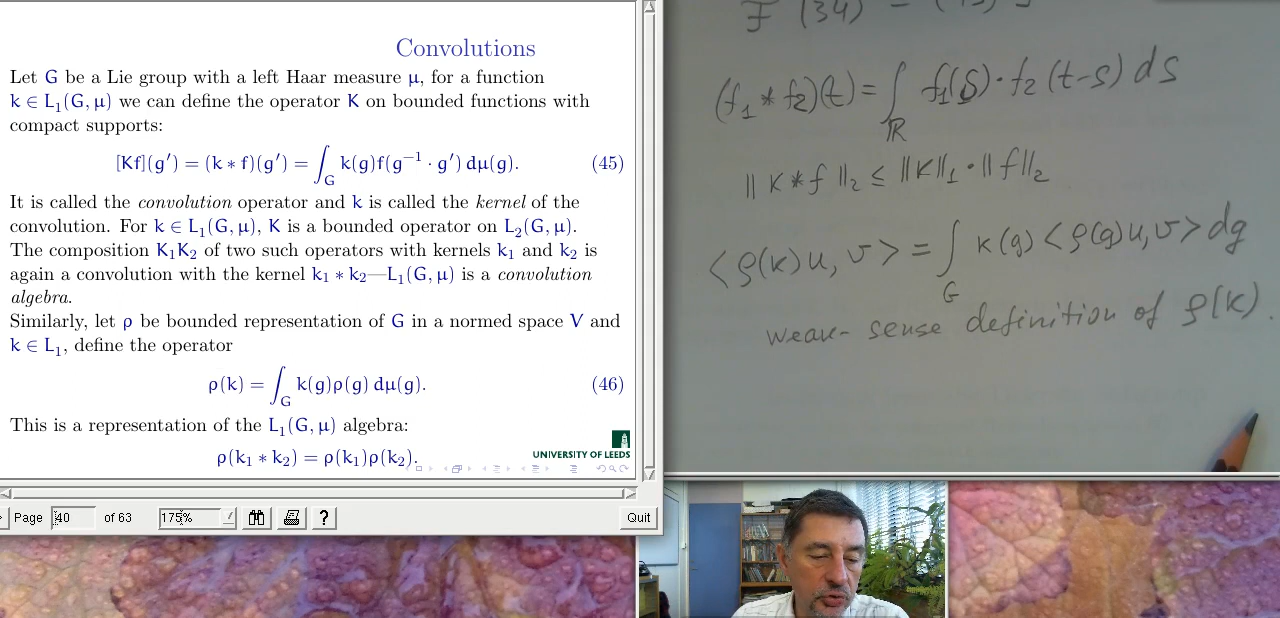 Convolutions
Let G be a Lie group with a left Haar measure μ, for a function
k ∈ L₁(G, μ) we can define the operator K on bounded functions with
compact supports:
[Kf](g′) = (k ∗ f)(g′) = ∫_G k(g)f(g⁻¹ · g′) dμ(g). (45)
It is called the convolution operator and k is called the kernel of the
convolution. For k ∈ L₁(G, μ), K is a bounded operator on L₂(G, μ).
The composition K₁K₂ of two such operators with kernels k₁ and k₂ is
again a convolution with the kernel k₁ ∗ k₂—L₁(G, μ) is a convolution
algebra.
Similarly, let ρ be bounded representation of G in a normed space V and
k ∈ L₁, define the operator
ρ(k) = ∫_G k(g)ρ(g) dμ(g). (46)
This is a representation of the L₁(G, μ) algebra:
ρ(k₁ ∗ k₂) = ρ(k₁)ρ(k₂).
UNIVERSITY OF LEEDS
Page 40 of 63 175% ? Quit
(f₁ * f₂)(t) = ∫_ℝ f₁(s) · f₂(t-s) ds
‖ K * f ‖₂ ≤ ‖K‖₁ · ‖ f ‖₂
<ρ(k)u, v> = ∫_G k(g) <ρ(g)u, v> dg
weak- sense definition of ρ(k).